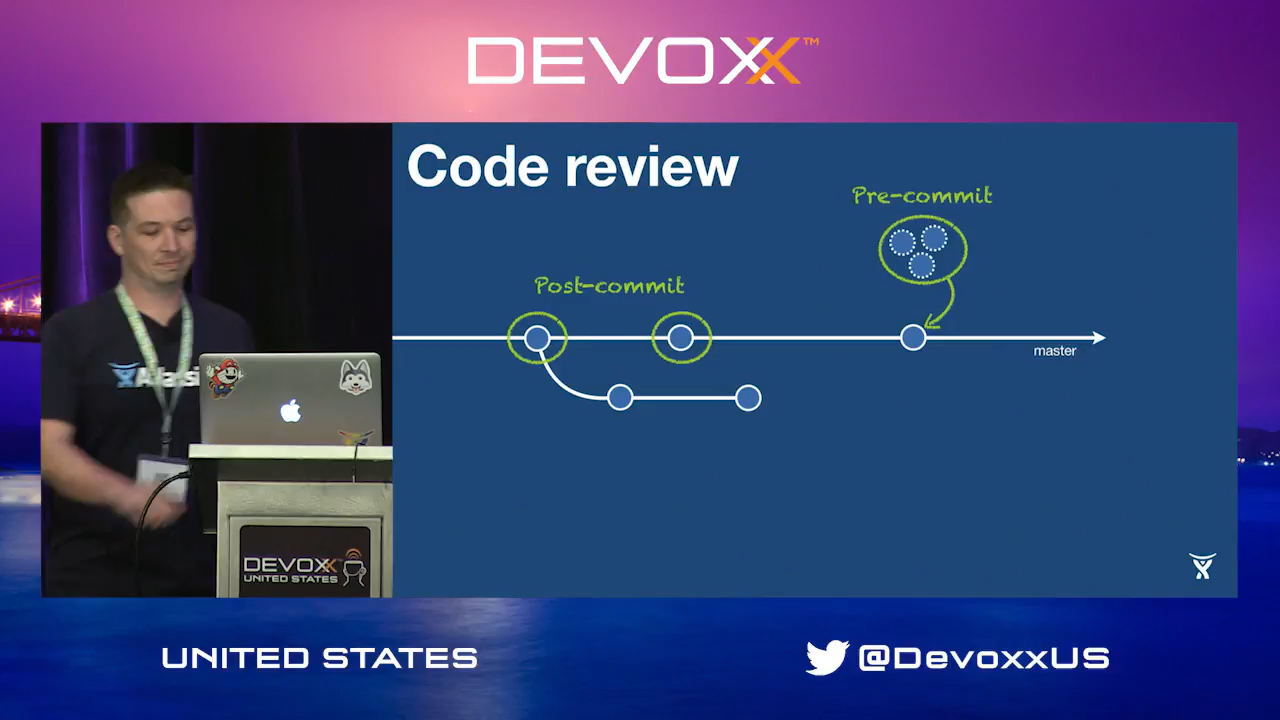 DEVOXX™
Code review
Pre-commit
Post-commit
master
DEVOXX
UNITED STATES
UNITED STATES
@DevoxxUS